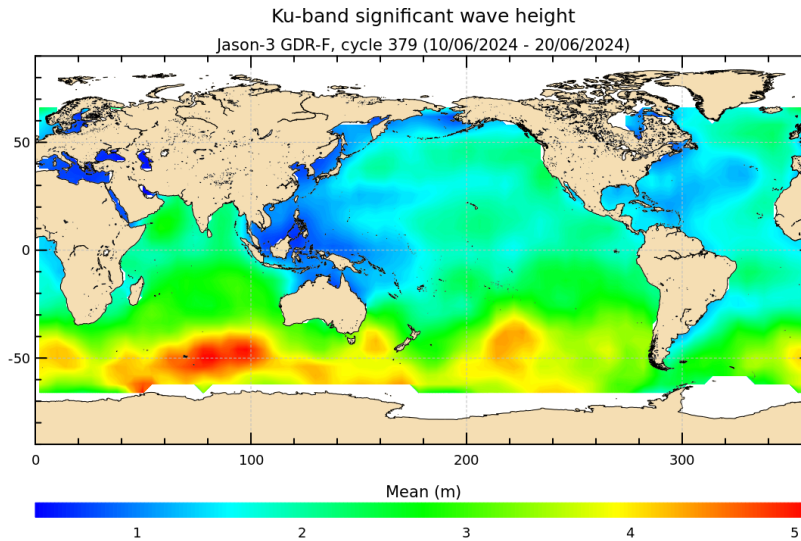 Ku-band significant wave height
Jason-3 GDR-F, cycle 379 (10/06/2024 - 20/06/2024)
50
0
-50
0 100 200 300
Mean (m)
1 2 3 4 5